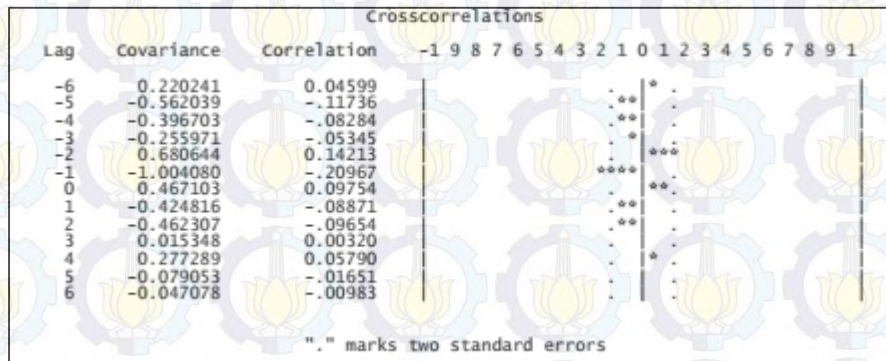 Crosscorrelations
Lag Covariance Correlation -1 9 8 7 6 5 4 3 2 1 0 1 2 3 4 5 6 7 8 9 1
-6 0.220241 0.04599 | . |* . |
-5 -0.562039 -.11736 | .**| . |
-4 -0.396703 -.08284 | .**| . |
-3 -0.255971 -.05345 | . *| . |
-2 0.680644 0.14213 | . |*** |
-1 -1.004080 -.20967 | ****| . |
0 0.467103 0.09754 | . |**. |
1 -0.424816 -.08871 | .**| . |
2 -0.462307 -.09654 | .**| . |
3 0.015348 0.00320 | . | . |
4 0.277289 0.05790 | . |* . |
5 -0.079053 -.01651 | . | . |
6 -0.047078 -.00983 | . | . |
"." marks two standard errors